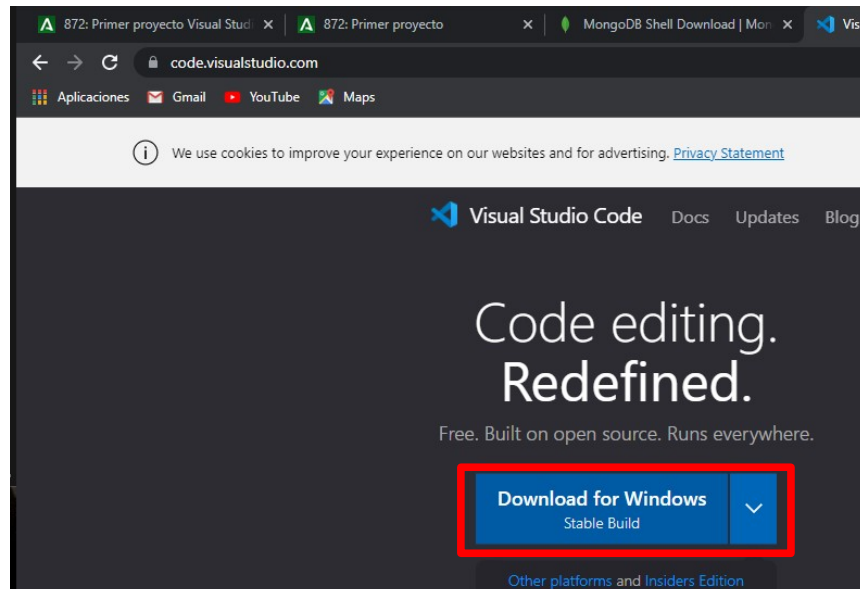 872: Primer proyecto Visual Studi
872: Primer proyecto
MongoDB Shell Download | Mon
Vis
code.visualstudio.com
Aplicaciones Gmail YouTube Maps
We use cookies to improve your experience on our websites and for advertising. Privacy Statement
Visual Studio Code Docs Updates Blog
Code editing.
Redefined.
Free. Built on open source. Runs everywhere.
Download for Windows
Stable Build
Other platforms and Insiders Edition